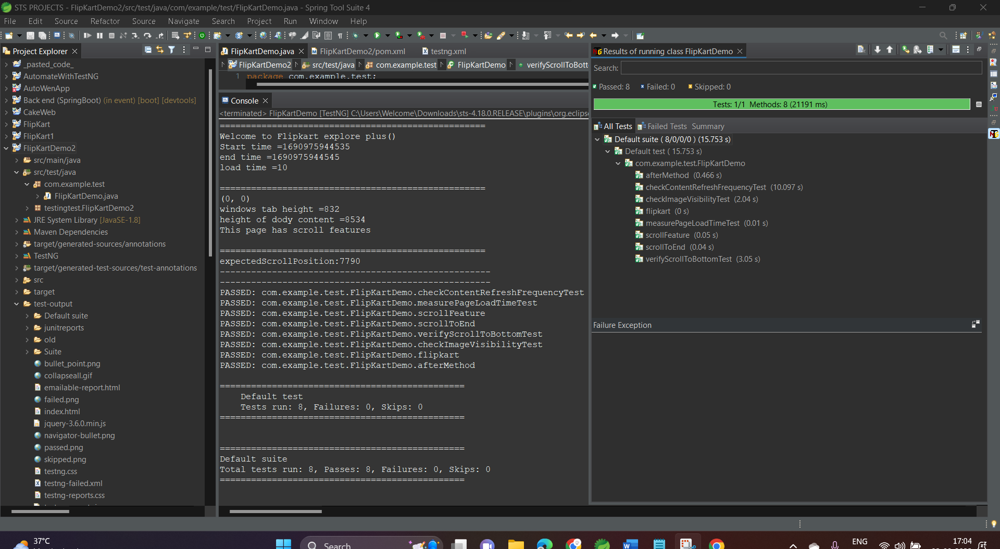 STS PROJECTS - FlipKartDemo2/src/test/java/com/example/test/FlipKartDemo.java - Spring Tool Suite 4
File Edit Source Refactor Source Navigate Search Project Run Window Help
Project Explorer
_pasted_code_
AutomateWithTestNG
AutoWenApp
Back end (SpringBoot) (in event) [boot] [devtools]
CakeWeb
FlipKart
FlipKart1
FlipKartDemo2
src/main/java
src/test/java
com.example.test
FlipKartDemo.java
testingtest.FlipKartDemo2
JRE System Library [JavaSE-1.8]
Maven Dependencies
target/generated-sources/annotations
TestNG
target/generated-test-sources/test-annotations
src
target
test-output
Default suite
junitreports
old
Suite
bullet_point.png
collapseall.gif
emailable-report.html
failed.png
index.html
jquery-3.6.0.min.js
navigator-bullet.png
passed.png
skipped.png
testng.css
testng-failed.xml
testng-reports.css
FlipKartDemo.java FlipKartDemo2/pom.xml testng.xml
FlipKartDemo2 src/test/java com.example.test FlipKartDemo verifyScrollToBott
1 package com.example.test;
Console
<terminated> FlipKartDemo [TestNG] C:\Users\Welcome\Downloads\sts-4.18.0.RELEASE\plugins\org.eclips
===================================================
Welcome to Flipkart explore plus()
Start time =1690975944535
end time =1690975944545
load time =10
===================================================
(0, 0)
windows tab height =832
height of dody content =8534
This page has scroll features
===================================================
expectedScrollPosition:7790
----------------------------------------------------
----------------------------------------------------
PASSED: com.example.test.FlipKartDemo.checkContentRefreshFrequencyTest
PASSED: com.example.test.FlipKartDemo.measurePageLoadTimeTest
PASSED: com.example.test.FlipKartDemo.scrollFeature
PASSED: com.example.test.FlipKartDemo.scrollToEnd
PASSED: com.example.test.FlipKartDemo.verifyScrollToBottomTest
PASSED: com.example.test.FlipKartDemo.checkImageVisibilityTest
PASSED: com.example.test.FlipKartDemo.flipkart
PASSED: com.example.test.FlipKartDemo.afterMethod
===============================================
Default test
Tests run: 8, Failures: 0, Skips: 0
===============================================
===============================================
Default suite
Total tests run: 8, Passes: 8, Failures: 0, Skips: 0
===============================================
Results of running class FlipKartDemo
Search:
Passed: 8 Failed: 0 Skipped: 0
Tests: 1/1 Methods: 8 (21191 ms)
All Tests Failed Tests Summary
Default suite ( 8/0/0/0 ) (15.753 s)
Default test ( 15.753 s)
com.example.test.FlipKartDemo
afterMethod (0.466 s)
checkContentRefreshFrequencyTest (10.097 s)
checkImageVisibilityTest (2.04 s)
flipkart (0 s)
measurePageLoadTimeTest (0.01 s)
scrollFeature (0.05 s)
scrollToEnd (0.04 s)
verifyScrollToBottomTest (3.05 s)
Failure Exception
37°C
Search
ENG
17:04